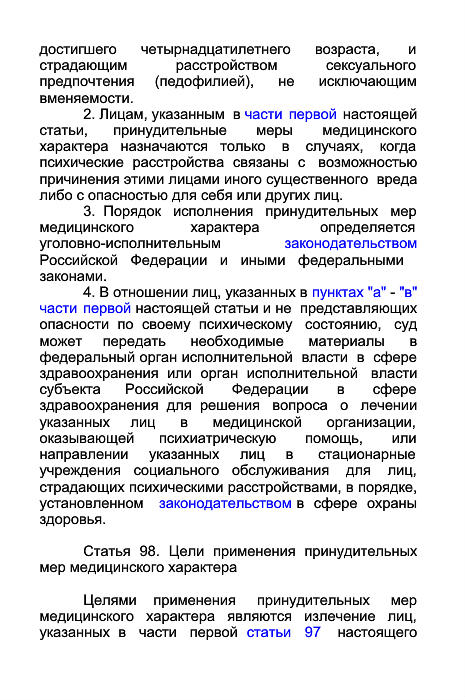 достигшего четырнадцатилетнего возраста, и
страдающим расстройством сексуального
предпочтения (педофилией), не исключающим
вменяемости.
2. Лицам, указанным в части первой настоящей
статьи, принудительные меры медицинского
характера назначаются только в случаях, когда
психические расстройства связаны с возможностью
причинения этими лицами иного существенного вреда
либо с опасностью для себя или других лиц.
3. Порядок исполнения принудительных мер
медицинского характера определяется
уголовно-исполнительным законодательством
Российской Федерации и иными федеральными
законами.
4. В отношении лиц, указанных в пунктах "а" - "в"
части первой настоящей статьи и не представляющих
опасности по своему психическому состоянию, суд
может передать необходимые материалы в
федеральный орган исполнительной власти в сфере
здравоохранения или орган исполнительной власти
субъекта Российской Федерации в сфере
здравоохранения для решения вопроса о лечении
указанных лиц в медицинской организации,
оказывающей психиатрическую помощь, или
направлении указанных лиц в стационарные
учреждения социального обслуживания для лиц,
страдающих психическими расстройствами, в порядке,
установленном законодательством в сфере охраны
здоровья.
Статья 98. Цели применения принудительных
мер медицинского характера
Целями применения принудительных мер
медицинского характера являются излечение лиц,
указанных в части первой статьи 97 настоящего